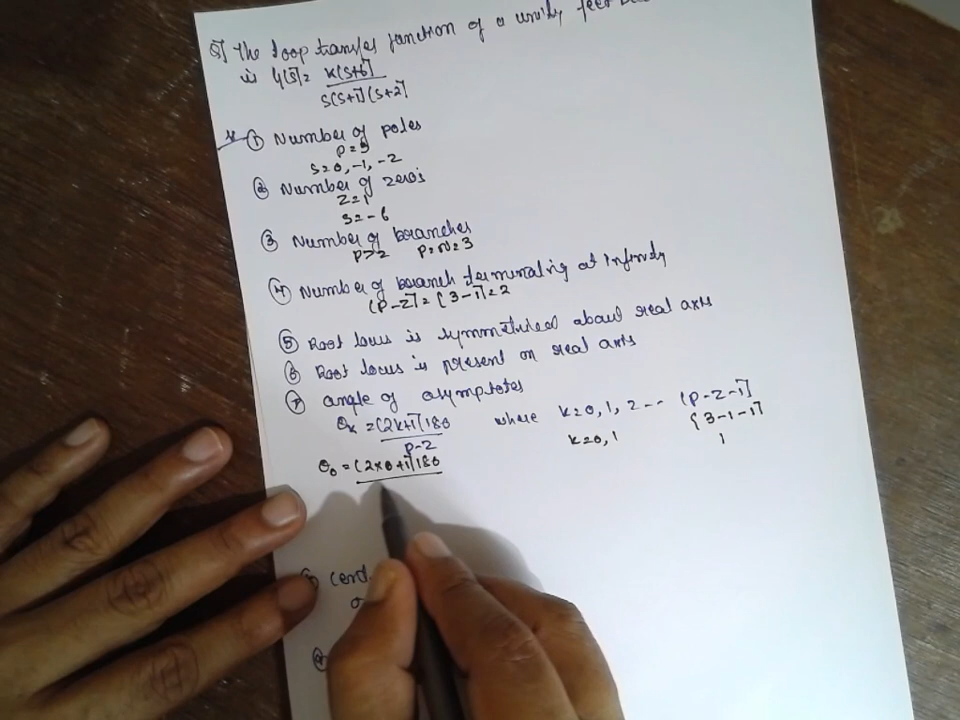 Q] The loop transfer function of a unity feed
is G(s)= K(s+6)
s(s+1)(s+2)
① Number of poles
P=3
s=0, -1, -2
② Number of zero's
Z=1
s=-6
③ Number of branches
P>Z P=N=3
④ Number of branch terminating at infinity
(P-Z)=(3-1)=2
⑤ Root locus is symmetrical about real axis
⑥ Root locus is present on real axis
⑦ angle of asymptotes
θk = (2k+1)180 where k=0, 1, 2-- (P-Z-1)
P-Z k=0, 1 (3-1-1)
θ0 = (2×0+1)180 1
Cent
σ